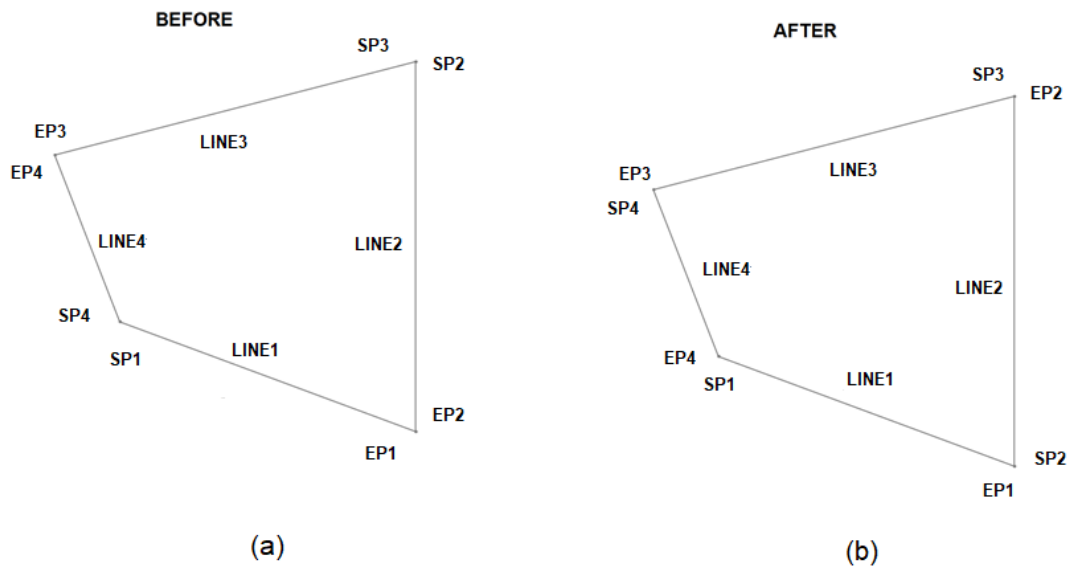 BEFORE
SP3
SP2
EP3
LINE3
EP4
LINE4
LINE2
SP4
SP1
LINE1
EP2
EP1
(a)
AFTER
SP3
EP2
EP3
LINE3
SP4
LINE4
LINE2
EP4
SP1
LINE1
SP2
EP1
(b)